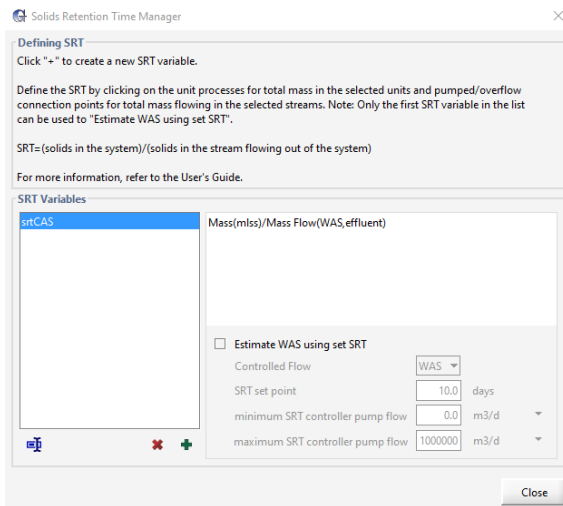 Solids Retention Time Manager
Defining SRT
Click "+" to create a new SRT variable.
Define the SRT by clicking on the unit processes for total mass in the selected units and pumped/overflow
connection points for total mass flowing in the selected streams. Note: Only the first SRT variable in the list
can be used to "Estimate WAS using set SRT".
SRT=(solids in the system)/(solids in the stream flowing out of the system)
For more information, refer to the User's Guide.
SRT Variables
srtCAS
Mass(mlss)/Mass Flow(WAS,effluent)
Estimate WAS using set SRT
Controlled Flow WAS
SRT set point 10.0 days
minimum SRT controller pump flow 0.0 m3/d
maximum SRT controller pump flow 1000000 m3/d
Close